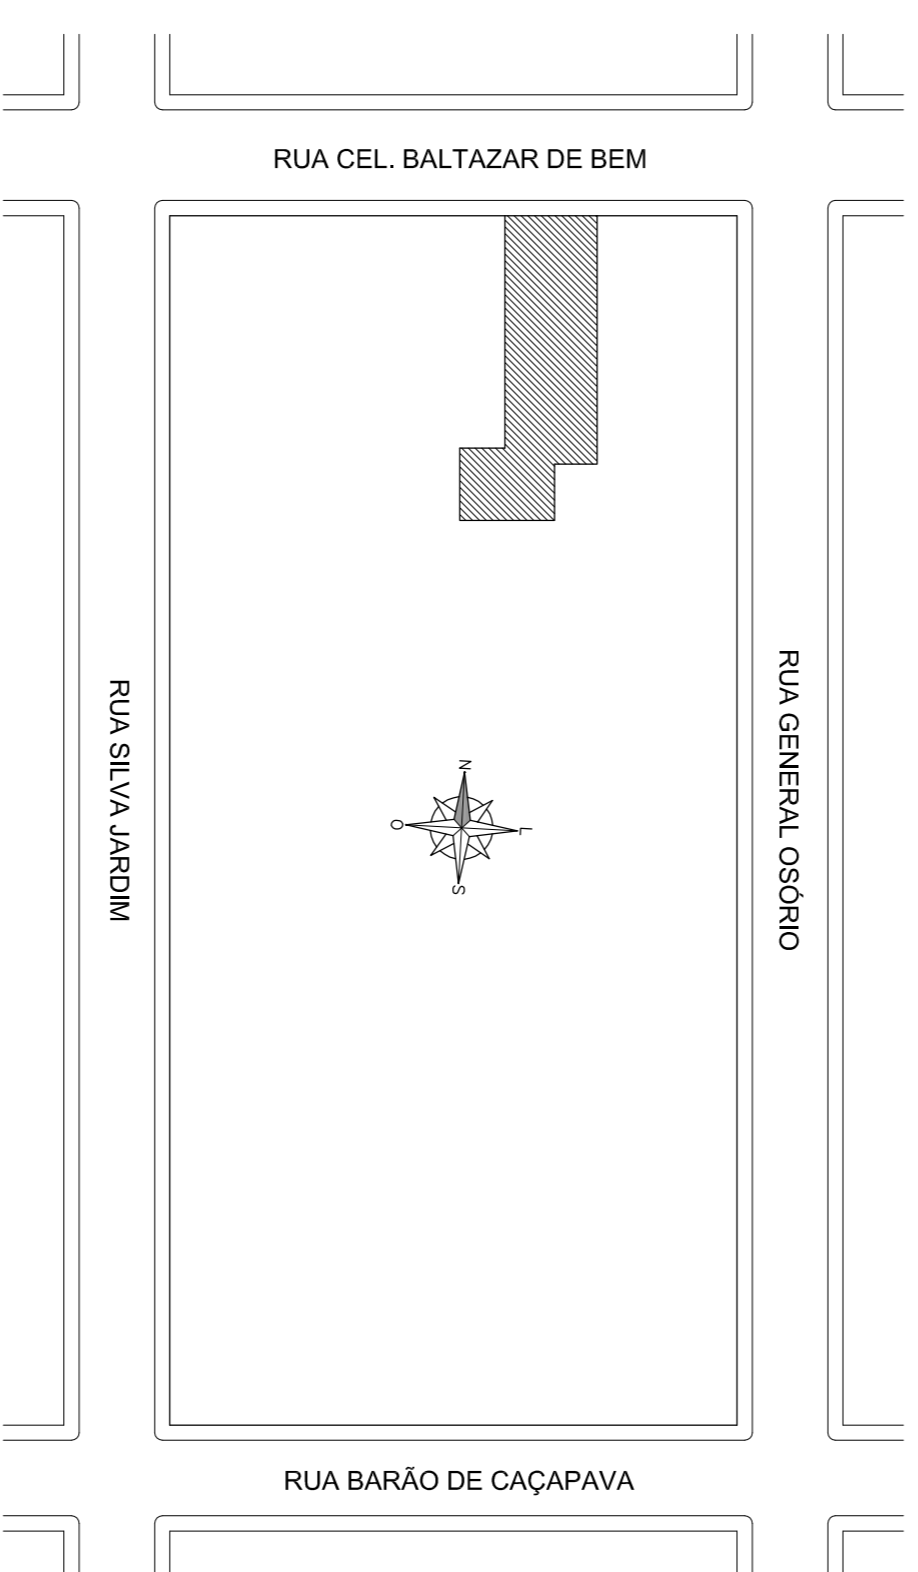 RUA CEL. BALTAZAR DE BEM
RUA GENERAL OSÓRIO
RUA SILVA JARDIM
N
O
L
S
RUA BARÃO DE CAÇAPAVA